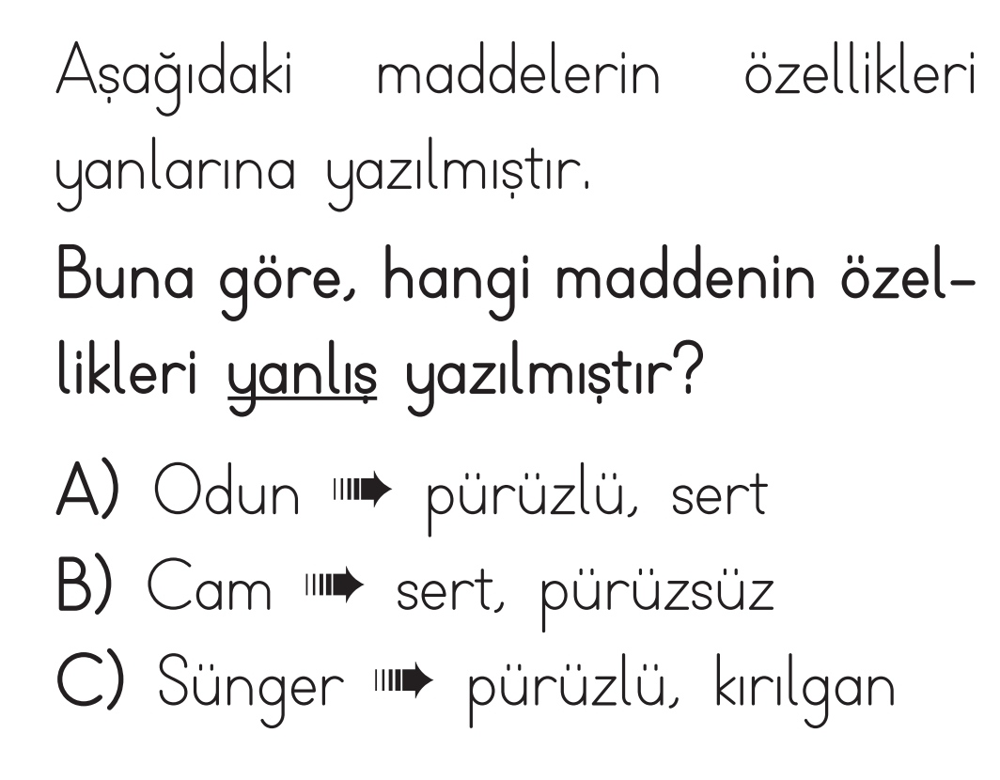 Aşağıdaki maddelerin özellikleri
yanlarına yazılmıştır.
Buna göre, hangi maddenin özel-
likleri yanlış yazılmıştır?
A) Odun ➠ pürüzlü, sert
B) Cam ➠ sert, pürüzsüz
C) Sünger ➠ pürüzlü, kırılgan